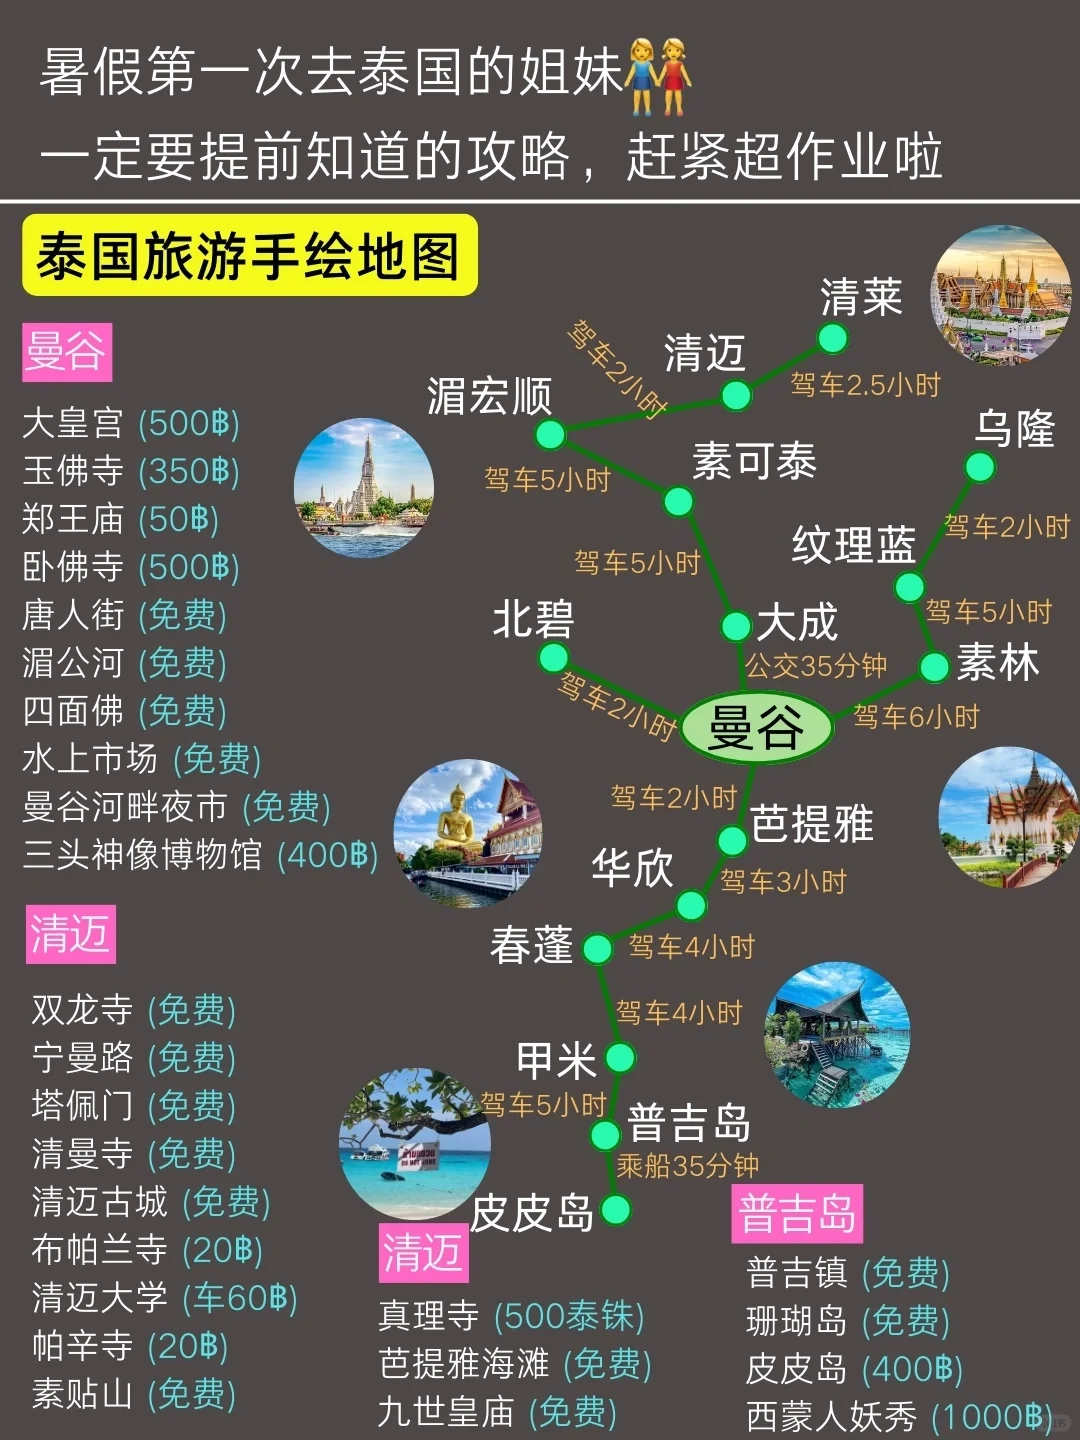 暑假第一次去泰国的姐妹👭
一定要提前知道的攻略，赶紧超作业啦
泰国旅游手绘地图
曼谷
大皇宫 (500฿)
玉佛寺 (350฿)
郑王庙 (50฿)
卧佛寺 (500฿)
唐人街 (免费)
湄公河 (免费)
四面佛 (免费)
水上市场 (免费)
曼谷河畔夜市 (免费)
三头神像博物馆 (400฿)
清迈
双龙寺 (免费)
宁曼路 (免费)
塔佩门 (免费)
清曼寺 (免费)
清迈古城 (免费)
布帕兰寺 (20฿)
清迈大学 (车60฿)
帕辛寺 (20฿)
素贴山 (免费)
清莱
驾车2.5小时
清迈
驾车2小时
湄宏顺
驾车5小时
素可泰
驾车5小时
大成
公交35分钟
乌隆
驾车2小时
纹理蓝
驾车5小时
素林
驾车6小时
北碧
驾车2小时
曼谷
驾车2小时
芭提雅
驾车3小时
华欣
驾车4小时
春蓬
驾车4小时
甲米
驾车5小时
普吉岛
乘船35分钟
皮皮岛
清迈
真理寺 (500泰铢)
芭提雅海滩 (免费)
九世皇庙 (免费)
普吉岛
普吉镇 (免费)
珊瑚岛 (免费)
皮皮岛 (400฿)
西蒙人妖秀 (1000฿)